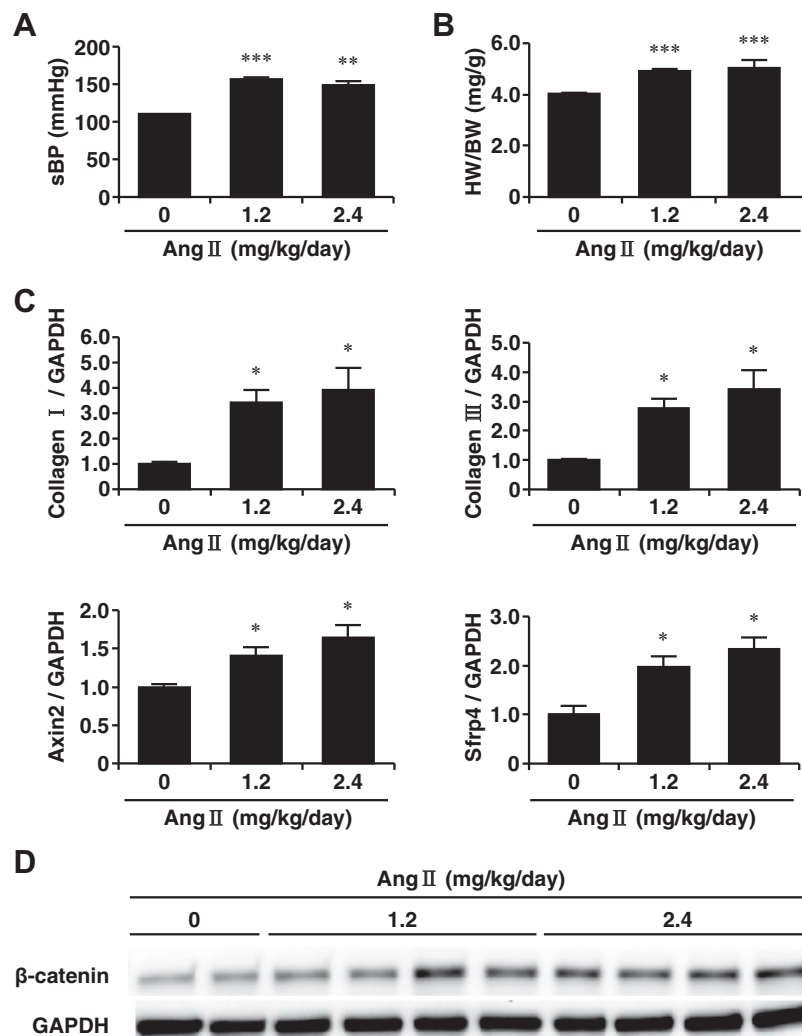 A
sBP (mmHg)
200
150
100
50
0
***
**
0 1.2 2.4
Ang Ⅱ (mg/kg/day)
B
HW/BW (mg/g)
6.0
4.0
2.0
0
***
***
0 1.2 2.4
Ang Ⅱ (mg/kg/day)
C
Collagen Ⅰ / GAPDH
6.0
5.0
4.0
3.0
2.0
1.0
0
*
*
0 1.2 2.4
Ang Ⅱ (mg/kg/day)
Collagen Ⅲ / GAPDH
5.0
4.0
3.0
2.0
1.0
0
*
*
0 1.2 2.4
Ang Ⅱ (mg/kg/day)
Axin2 / GAPDH
2.0
1.5
1.0
0.5
0
*
*
0 1.2 2.4
Ang Ⅱ (mg/kg/day)
Sfrp4 / GAPDH
3.0
2.0
1.0
0
*
*
0 1.2 2.4
Ang Ⅱ (mg/kg/day)
D
Ang Ⅱ (mg/kg/day)
0 1.2 2.4
β-catenin
GAPDH